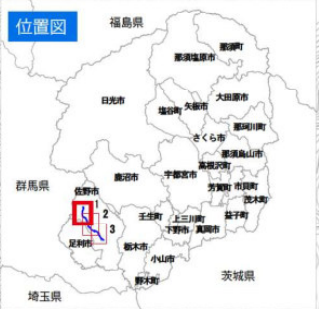 位置図
福島県
那須町
那須塩原市
日光市
大田原市
矢板市
塩谷町
那珂川町
さくら市
那須烏山市
高根沢町
鹿沼市
宇都宮市
群馬県
芳賀町
市貝町
佐野市
茂木町
1
2
壬生町
上三川町
益子町
3
下野市
真岡市
足利市
栃木市
小山市
茨城県
野木町
埼玉県